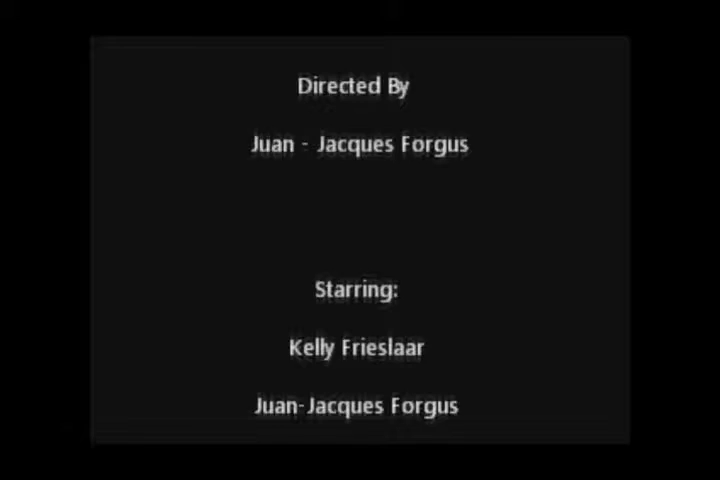 Directed By
Juan - Jacques Forgus
Starring:
Kelly Frieslaar
Juan-Jacques Forgus